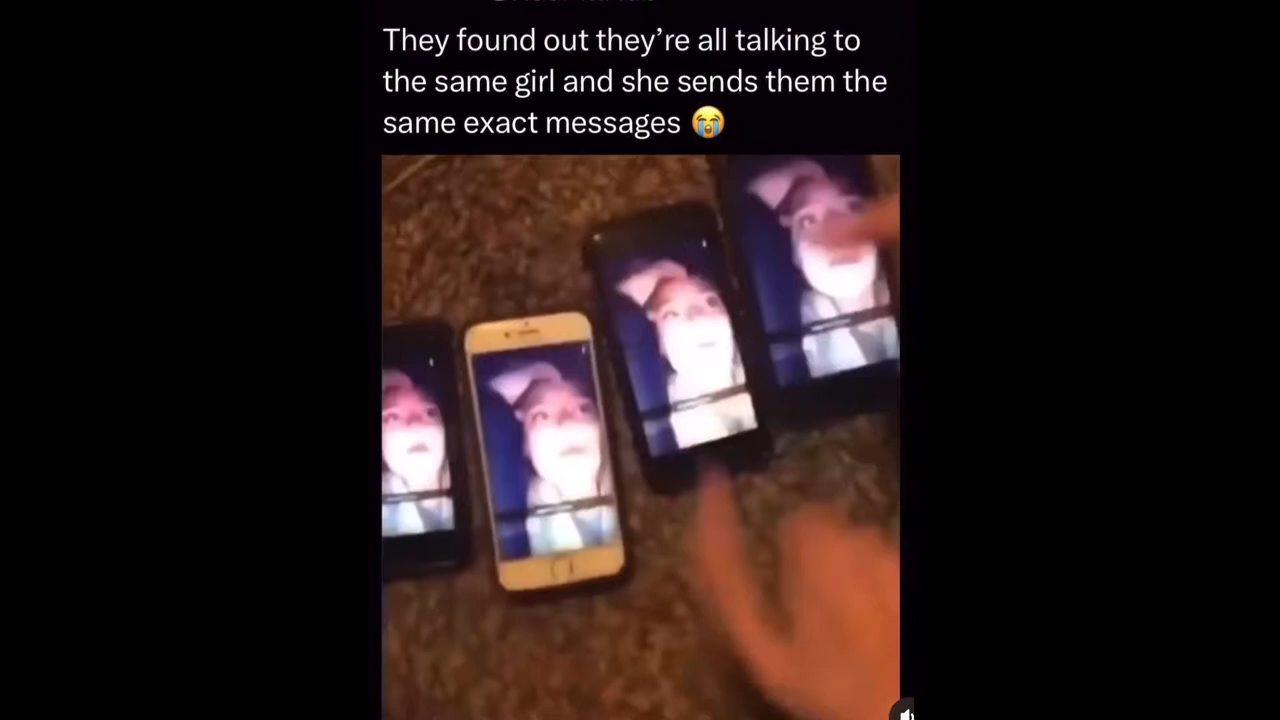 They found out they’re all talking to
the same girl and she sends them the
same exact messages 😭